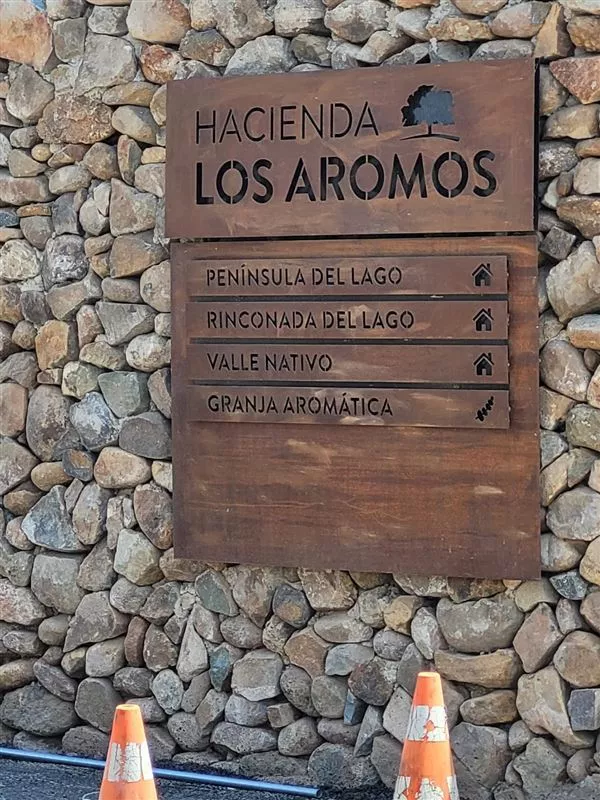 HACIENDA
LOS AROMOS
PENÍNSULA DEL LAGO
RINCONADA DEL LAGO
VALLE NATIVO
GRANJA AROMÁTICA